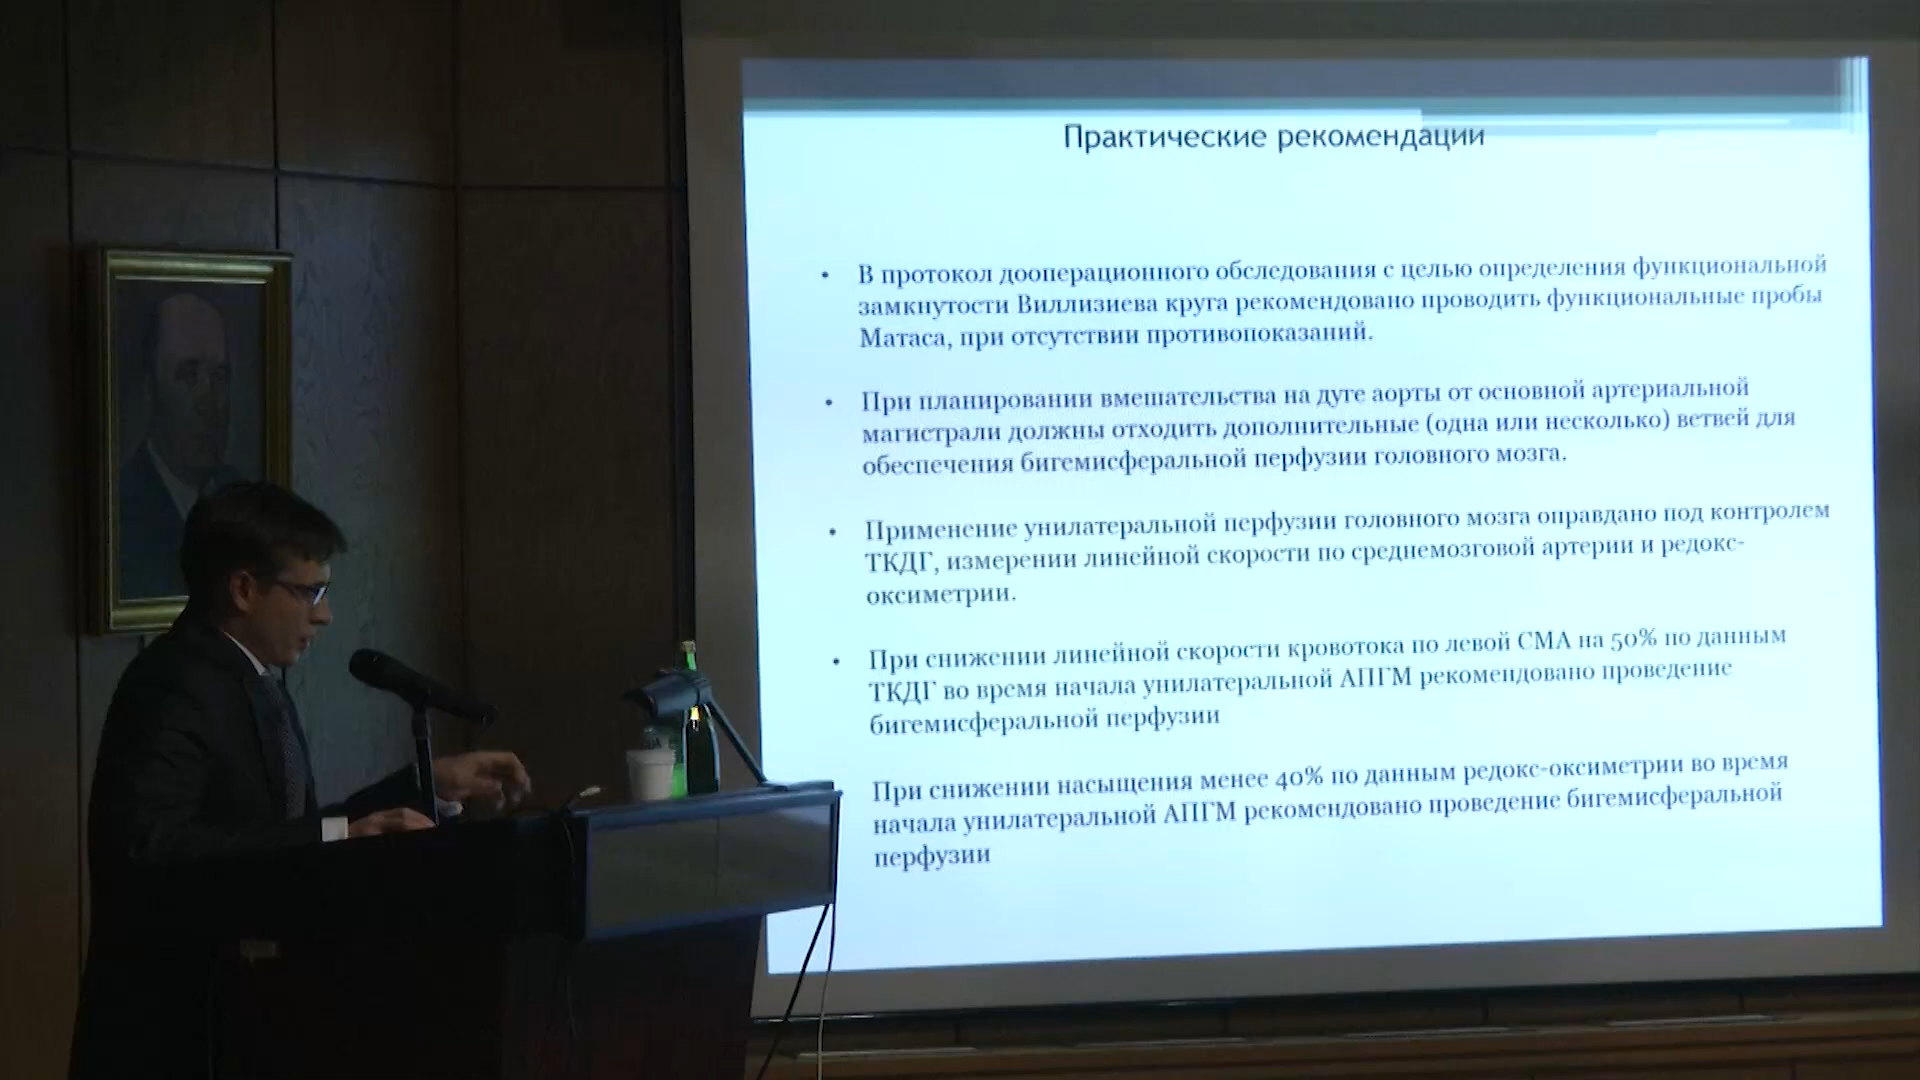 Практические рекомендации
• В протокол дооперационного обследования с целью определения функциональной
замкнутости Виллизиева круга рекомендовано проводить функциональные пробы
Матаса, при отсутствии противопоказаний.
• При планировании вмешательства на дуге аорты от основной артериальной
магистрали должны отходить дополнительные (одна или несколько) ветвей для
обеспечения бигемисферальной перфузии головного мозга.
• Применение унилатеральной перфузии головного мозга оправдано под контролем
ТКДГ, измерении линейной скорости по среднемозговой артерии и редокс-
оксиметрии.
• При снижении линейной скорости кровотока по левой СМА на 50% по данным
ТКДГ во время начала унилатеральной АПГМ рекомендовано проведение
бигемисферальной перфузии
При снижении насыщения менее 40% по данным редокс-оксиметрии во время
начала унилатеральной АПГМ рекомендовано проведение бигемисферальной
перфузии